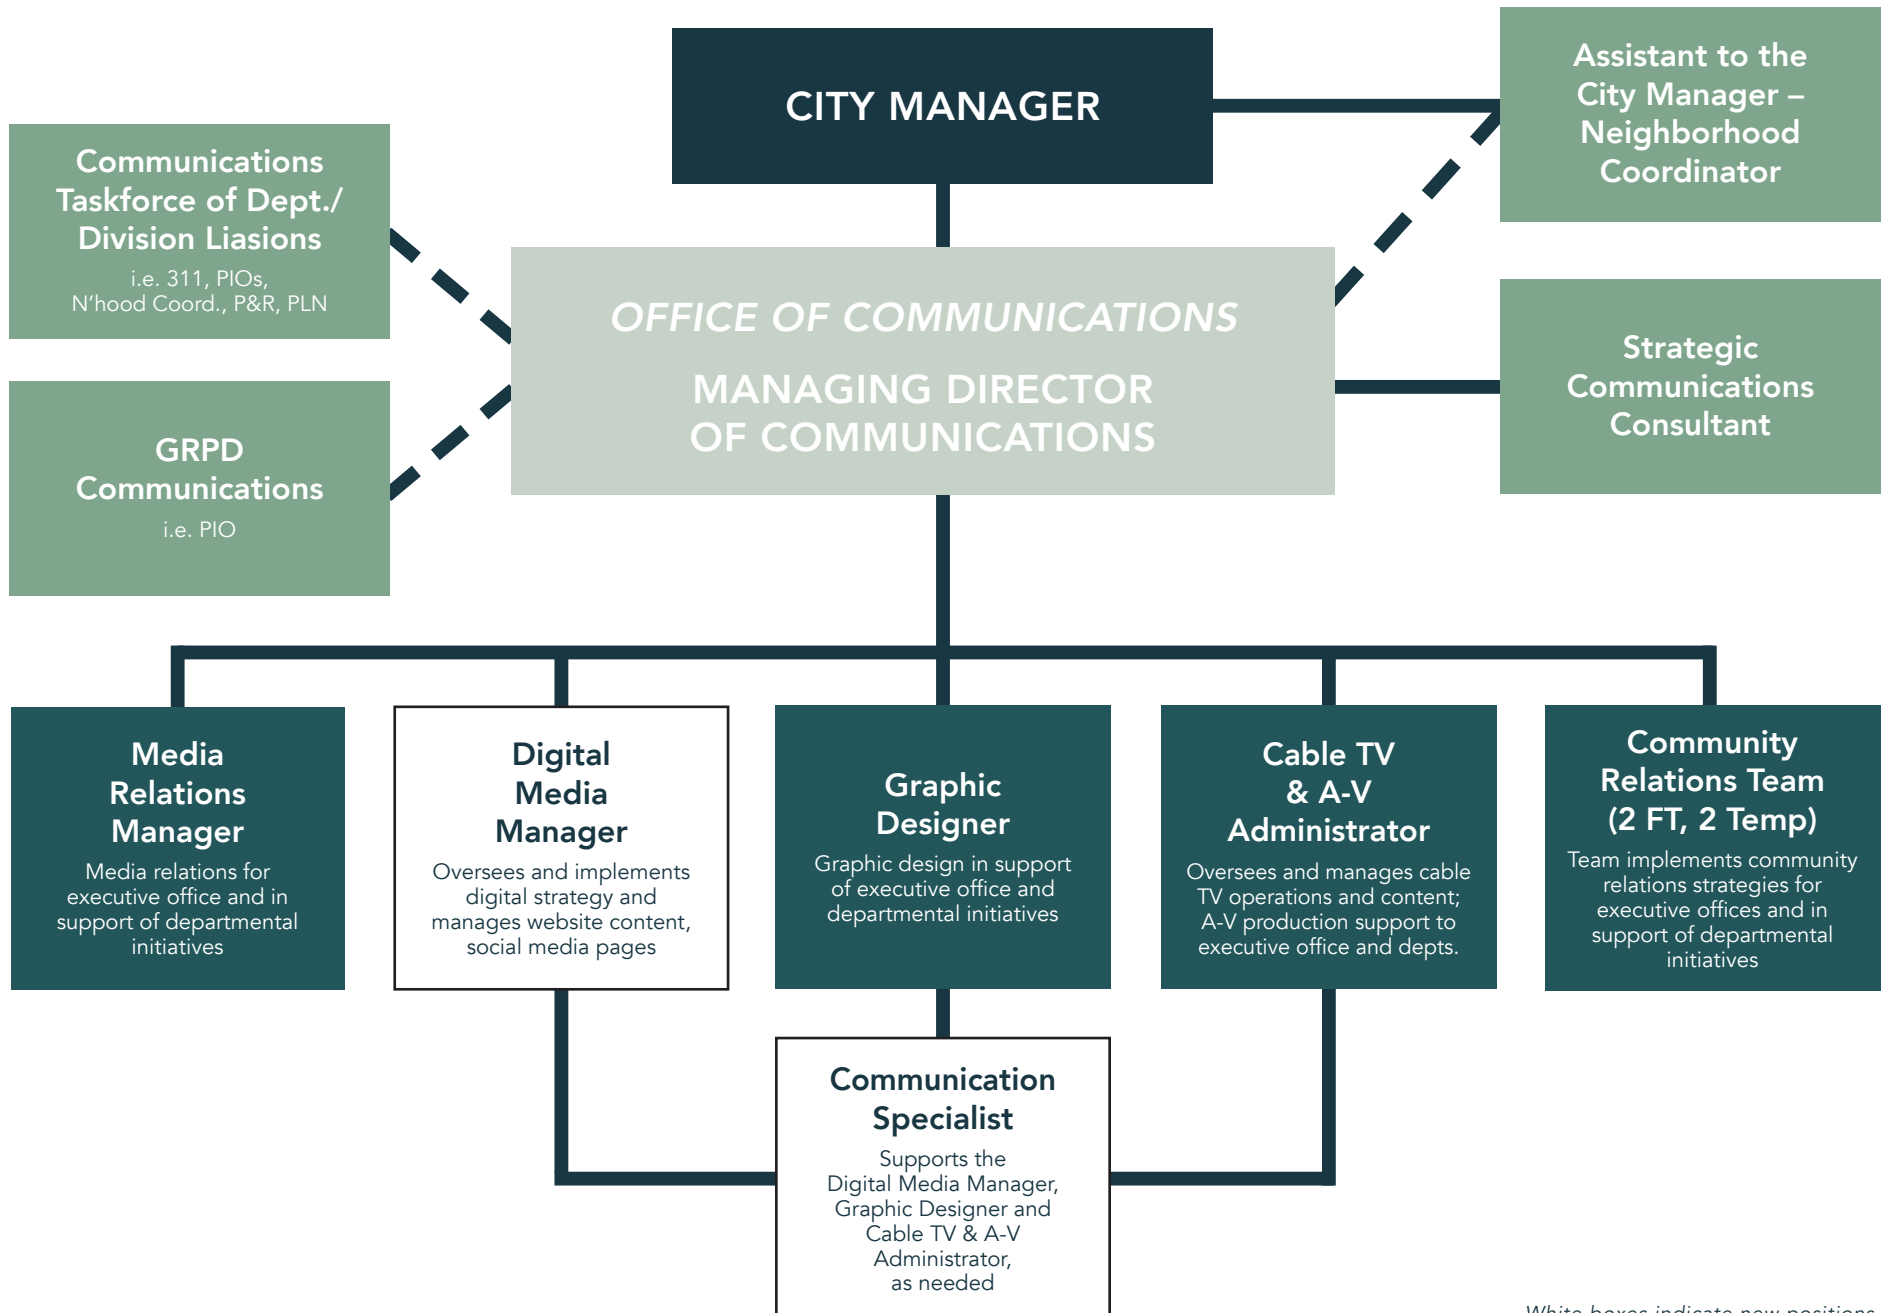 CITY MANAGER
Assistant to the
City Manager –
Neighborhood
Coordinator
Communications
Taskforce of Dept./
Division Liasions
i.e. 311, PIOs,
N'hood Coord., P&R, PLN
OFFICE OF COMMUNICATIONS
MANAGING DIRECTOR
OF COMMUNICATIONS
Strategic
Communications
Consultant
GRPD
Communications
i.e. PIO
Media
Relations
Manager
Media relations for
executive office and in
support of departmental
initiatives
Digital
Media
Manager
Oversees and implements
digital strategy and
manages website content,
social media pages
Graphic
Designer
Graphic design in support
of executive office and
departmental initiatives
Cable TV
& A-V
Administrator
Oversees and manages cable
TV operations and content;
A-V production support to
executive office and depts.
Community
Relations Team
(2 FT, 2 Temp)
Team implements community
relations strategies for
executive offices and in
support of departmental
initiatives
Communication
Specialist
Supports the
Digital Media Manager,
Graphic Designer and
Cable TV & A-V
Administrator,
as needed
White boxes indicate new positions